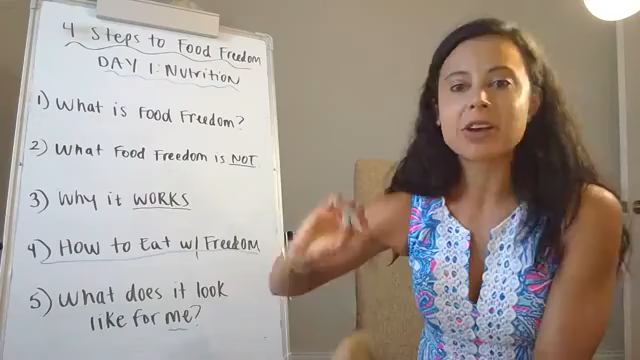 4 Steps to Food Freedom
DAY 1: Nutrition
1) What is Food Freedom?
2) What Food Freedom is NOT
3) Why it WORKS
4) How to Eat w/ Freedom
5) What does it look
like for me?